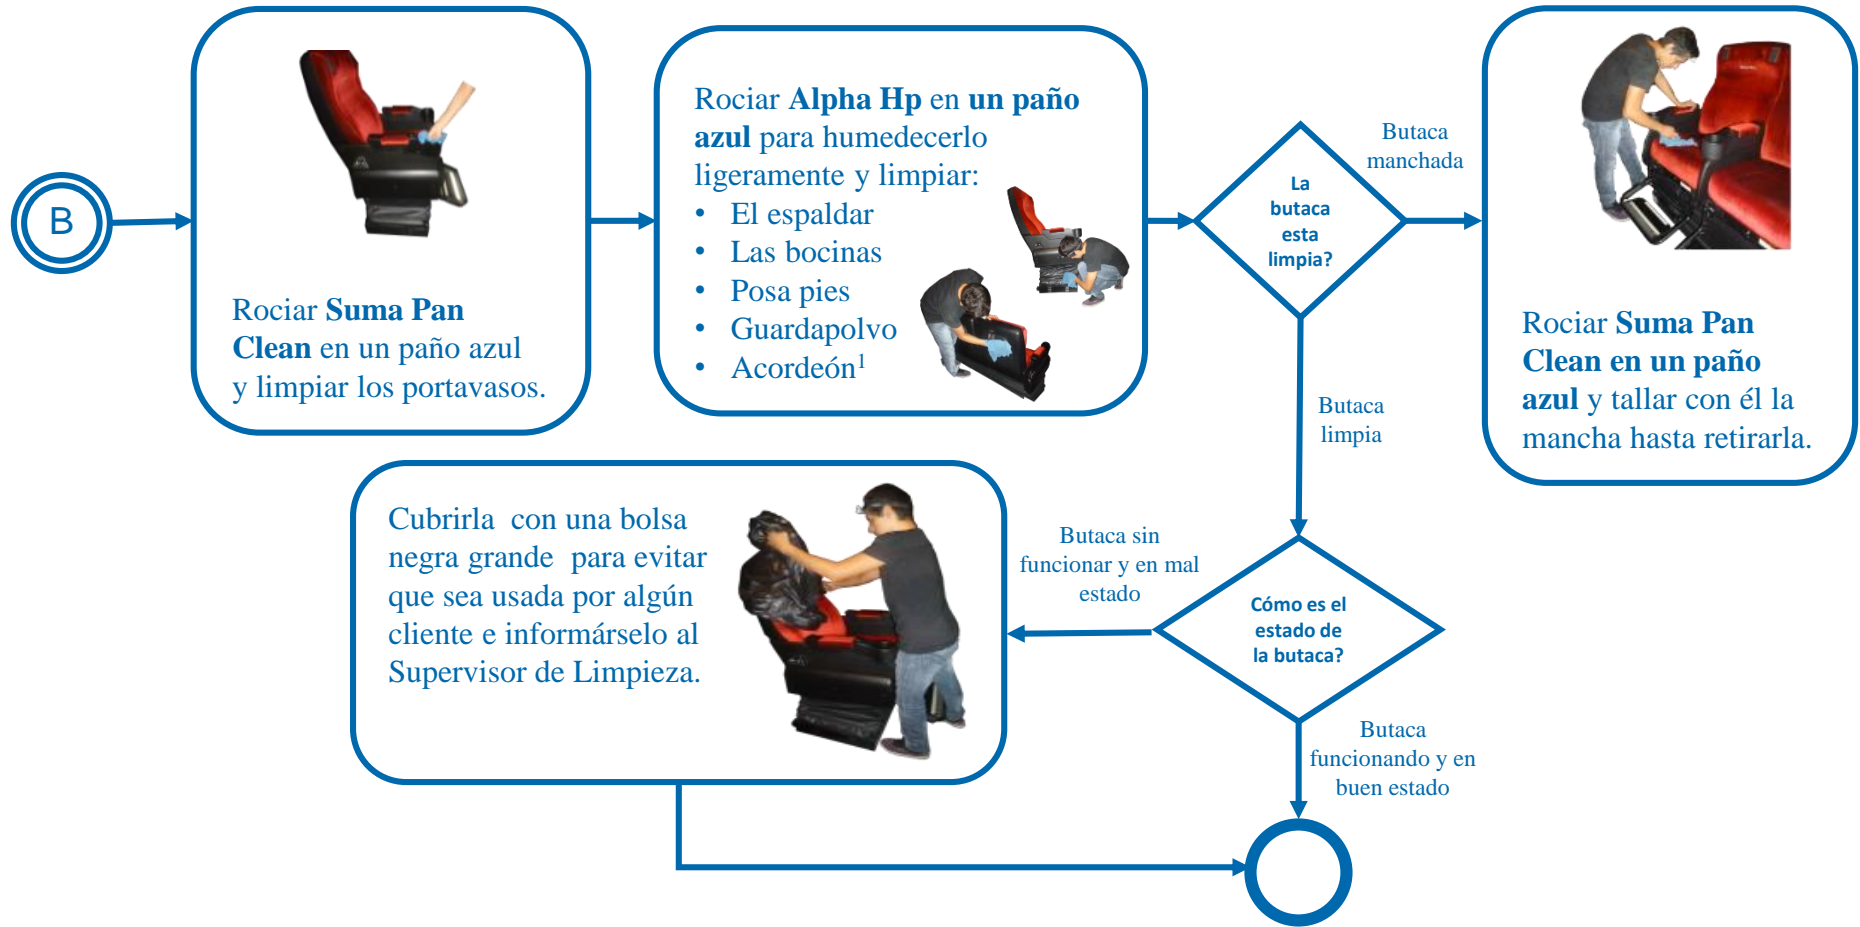 B
Rociar Suma Pan
Clean en un paño azul
y limpiar los portavasos.
Rociar Alpha Hp en un paño
azul para humedecerlo
ligeramente y limpiar:
• El espaldar
• Las bocinas
• Posa pies
• Guardapolvo
• Acordeón¹
La
butaca
esta
limpia?
Butaca
manchada
Rociar Suma Pan
Clean en un paño
azul y tallar con él la
mancha hasta retirarla.
Butaca
limpia
Cómo es el
estado de
la butaca?
Butaca sin
funcionar y en mal
estado
Cubrirla con una bolsa
negra grande para evitar
que sea usada por algún
cliente e informárselo al
Supervisor de Limpieza.
Butaca
funcionando y en
buen estado